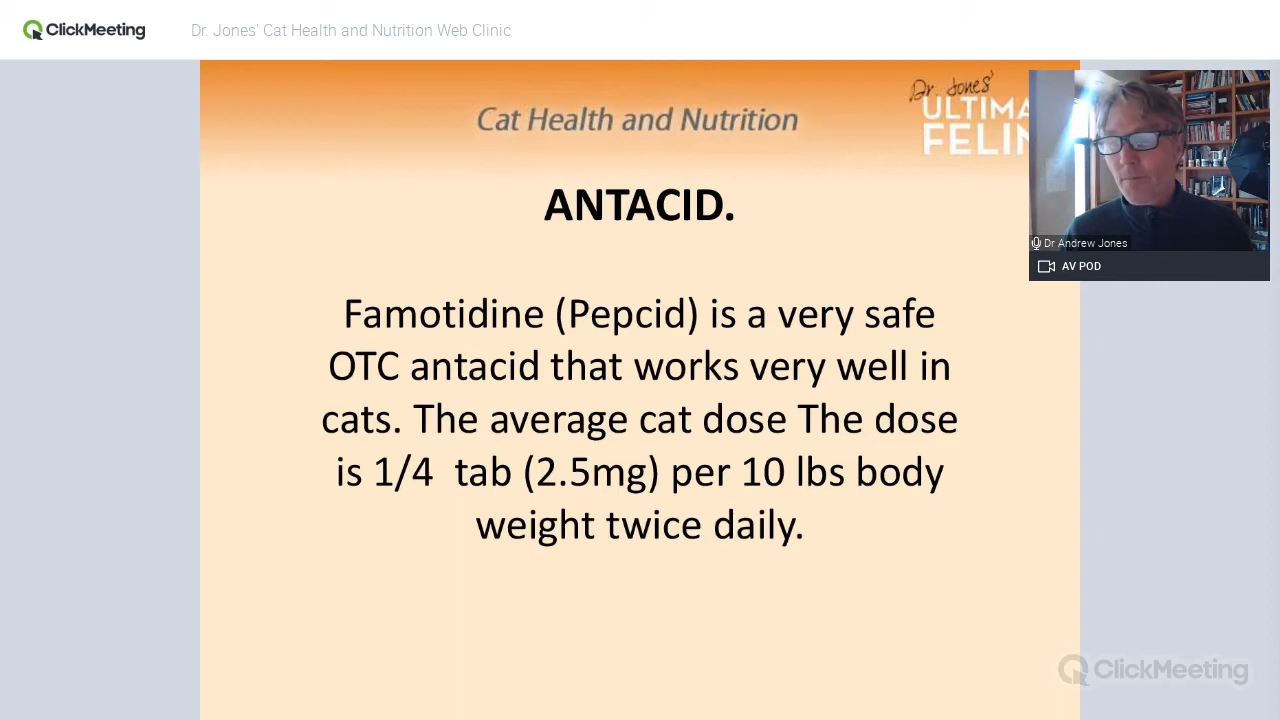 ClickMeeting
Dr. Jones' Cat Health and Nutrition Web Clinic
Dr. Jones'
ULTIMA
FELIN
Cat Health and Nutrition
ANTACID.
Famotidine (Pepcid) is a very safe
OTC antacid that works very well in
cats. The average cat dose The dose
is 1/4 tab (2.5mg) per 10 lbs body
weight twice daily.
Dr Andrew Jones
AV POD
ClickMeeting